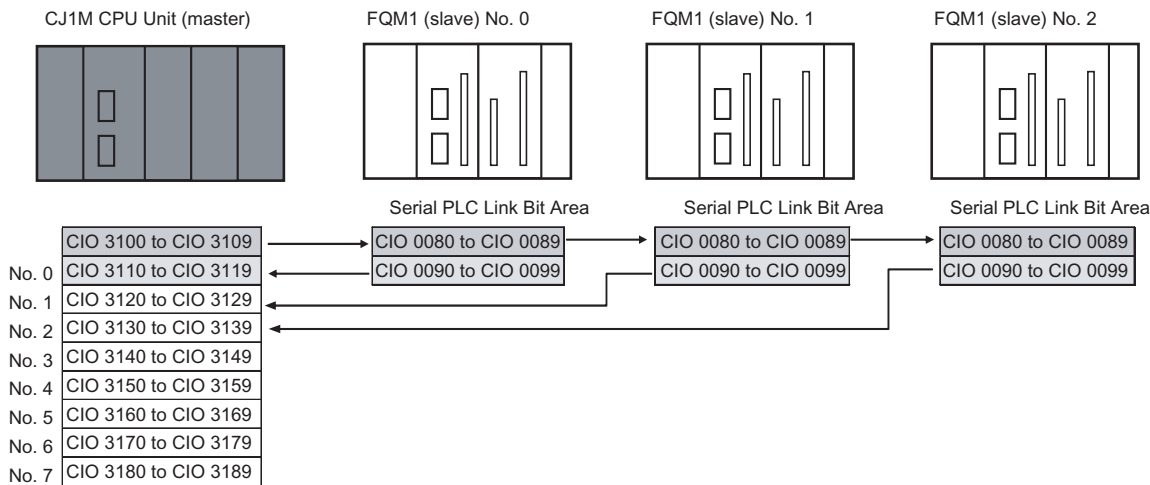 CJ1M CPU Unit (master)
FQM1 (slave) No. 0
FQM1 (slave) No. 1
FQM1 (slave) No. 2
Serial PLC Link Bit Area
Serial PLC Link Bit Area
Serial PLC Link Bit Area
CIO 3100 to CIO 3109
CIO 0080 to CIO 0089
CIO 0080 to CIO 0089
CIO 0080 to CIO 0089
No. 0 CIO 3110 to CIO 3119
CIO 0090 to CIO 0099
CIO 0090 to CIO 0099
CIO 0090 to CIO 0099
No. 1 CIO 3120 to CIO 3129
No. 2 CIO 3130 to CIO 3139
No. 3 CIO 3140 to CIO 3149
No. 4 CIO 3150 to CIO 3159
No. 5 CIO 3160 to CIO 3169
No. 6 CIO 3170 to CIO 3179
No. 7 CIO 3180 to CIO 3189